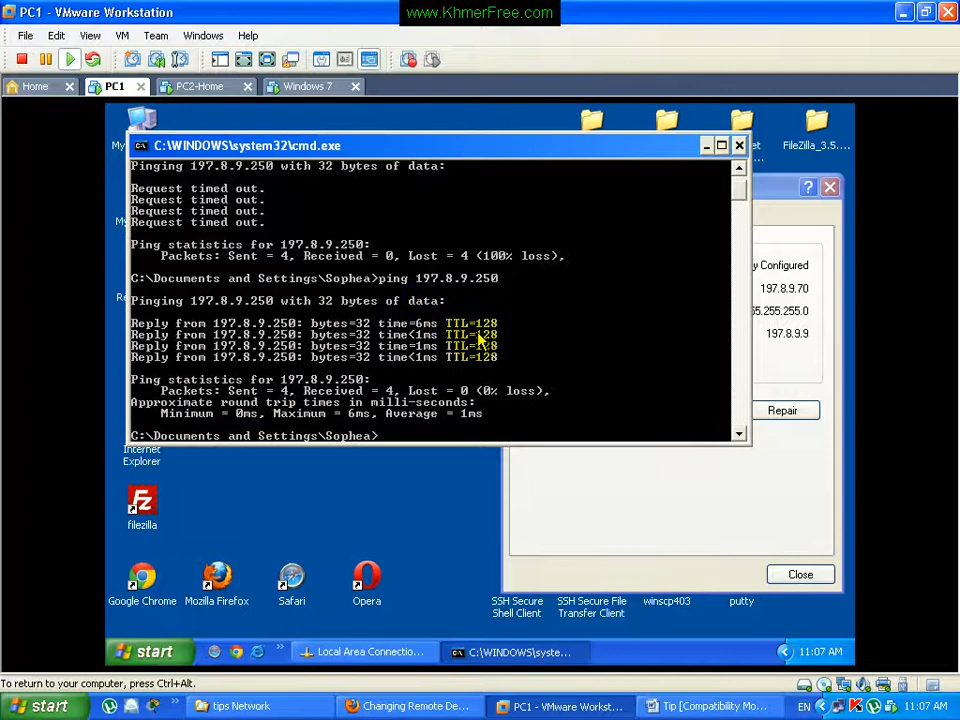 PC1 - VMware Workstation
www.KhmerFree.com
File Edit View VM Team Windows Help
Home PC1 PC2-Home Windows 7
My
FileZilla_3.5....
C:\WINDOWS\system32\cmd.exe
Pinging 197.8.9.250 with 32 bytes of data:
Request timed out.
Request timed out.
Request timed out.
Request timed out.
Ping statistics for 197.8.9.250:
Packets: Sent = 4, Received = 0, Lost = 4 (100% loss),
C:\Documents and Settings\Sophea>ping 197.8.9.250
Pinging 197.8.9.250 with 32 bytes of data:
Reply from 197.8.9.250: bytes=32 time=6ms TTL=128
Reply from 197.8.9.250: bytes=32 time<1ms TTL=128
Reply from 197.8.9.250: bytes=32 time=1ms TTL=128
Reply from 197.8.9.250: bytes=32 time<1ms TTL=128
Ping statistics for 197.8.9.250:
Packets: Sent = 4, Received = 4, Lost = 0 (0% loss),
Approximate round trip times in milli-seconds:
Minimum = 0ms, Maximum = 6ms, Average = 1ms
C:\Documents and Settings\Sophea>
y Configured
197.8.9.70
255.255.0
197.8.9.9
Repair
Close
Internet
Explorer
filezilla
Google Chrome
Mozilla Firefox
Safari
Opera
SSH Secure
Shell Client
SSH Secure File
Transfer Client
winscp403
putty
start
Local Area Connectio...
C:\WINDOWS\syste...
11:07 AM
To return to your computer, press Ctrl+Alt.
start
tips Network
Changing Remote De...
PC1 - VMware Workst...
Tip [Compatibility Mo...
EN
11:07 AM